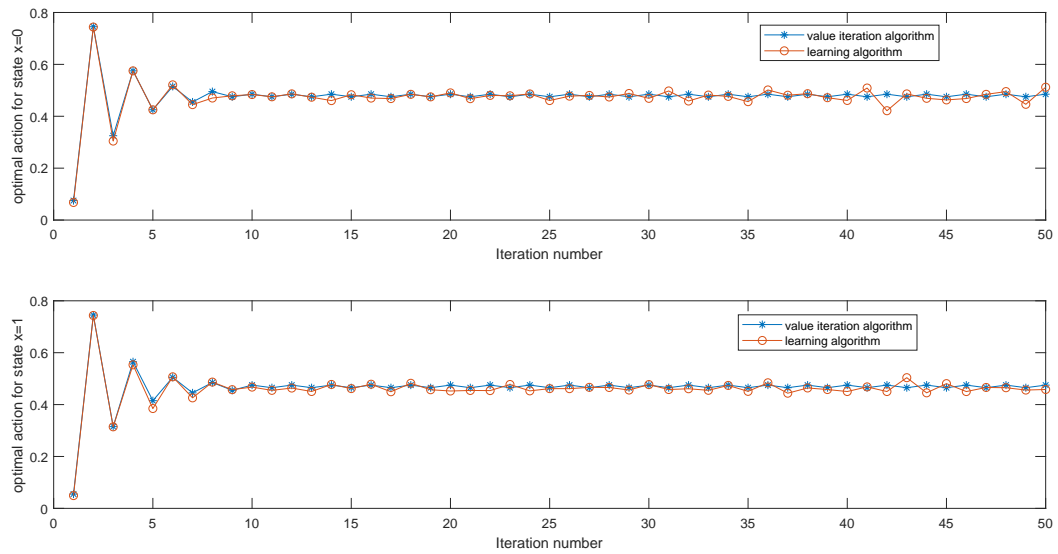 optimal action for state x=0
0.8
0.6
0.4
0.2
0
value iteration algorithm
learning algorithm
0 5 10 15 20 25 30 35 40 45 50
Iteration number
optimal action for state x=1
0.8
0.6
0.4
0.2
0
value iteration algorithm
learning algorithm
0 5 10 15 20 25 30 35 40 45 50
Iteration number